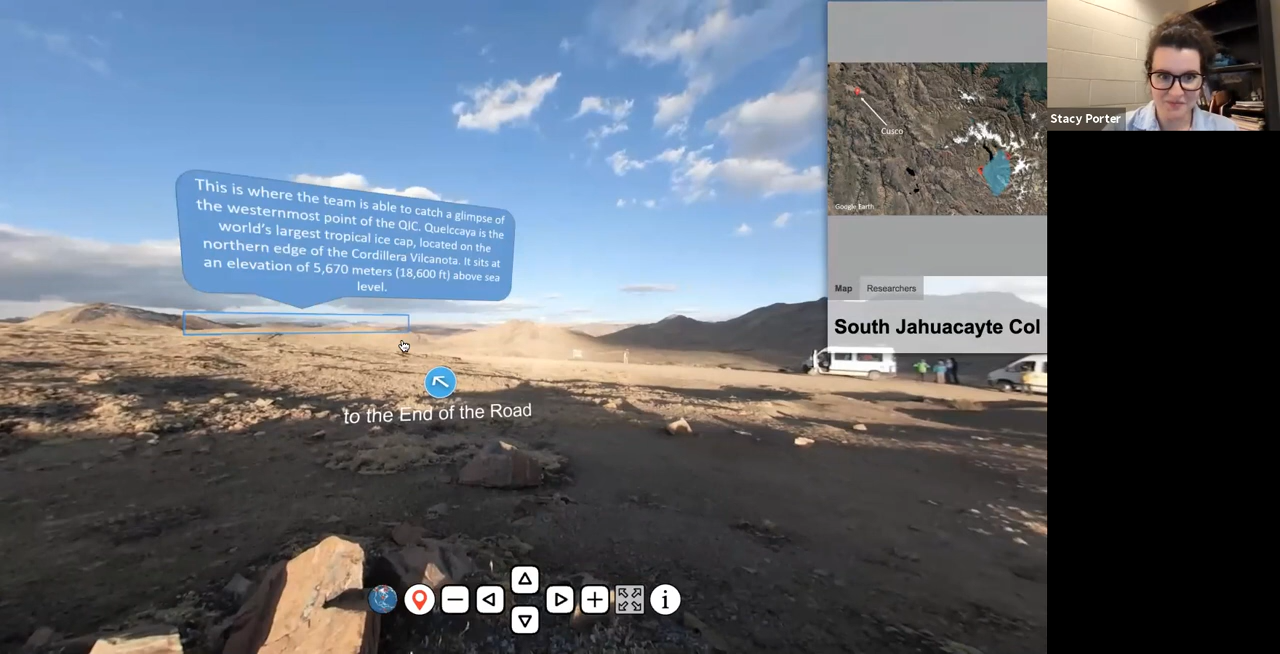 This is where the team is able to catch a glimpse of
the westernmost point of the QIC. Quelccaya is the
world's largest tropical ice cap, located on the
northern edge of the Cordillera Vilcanota. It sits at
an elevation of 5,670 meters (18,600 ft) above sea
level.
to the End of the Road
Cusco
Google Earth
Map Researchers
South Jahuacayte Col
Stacy Porter
i